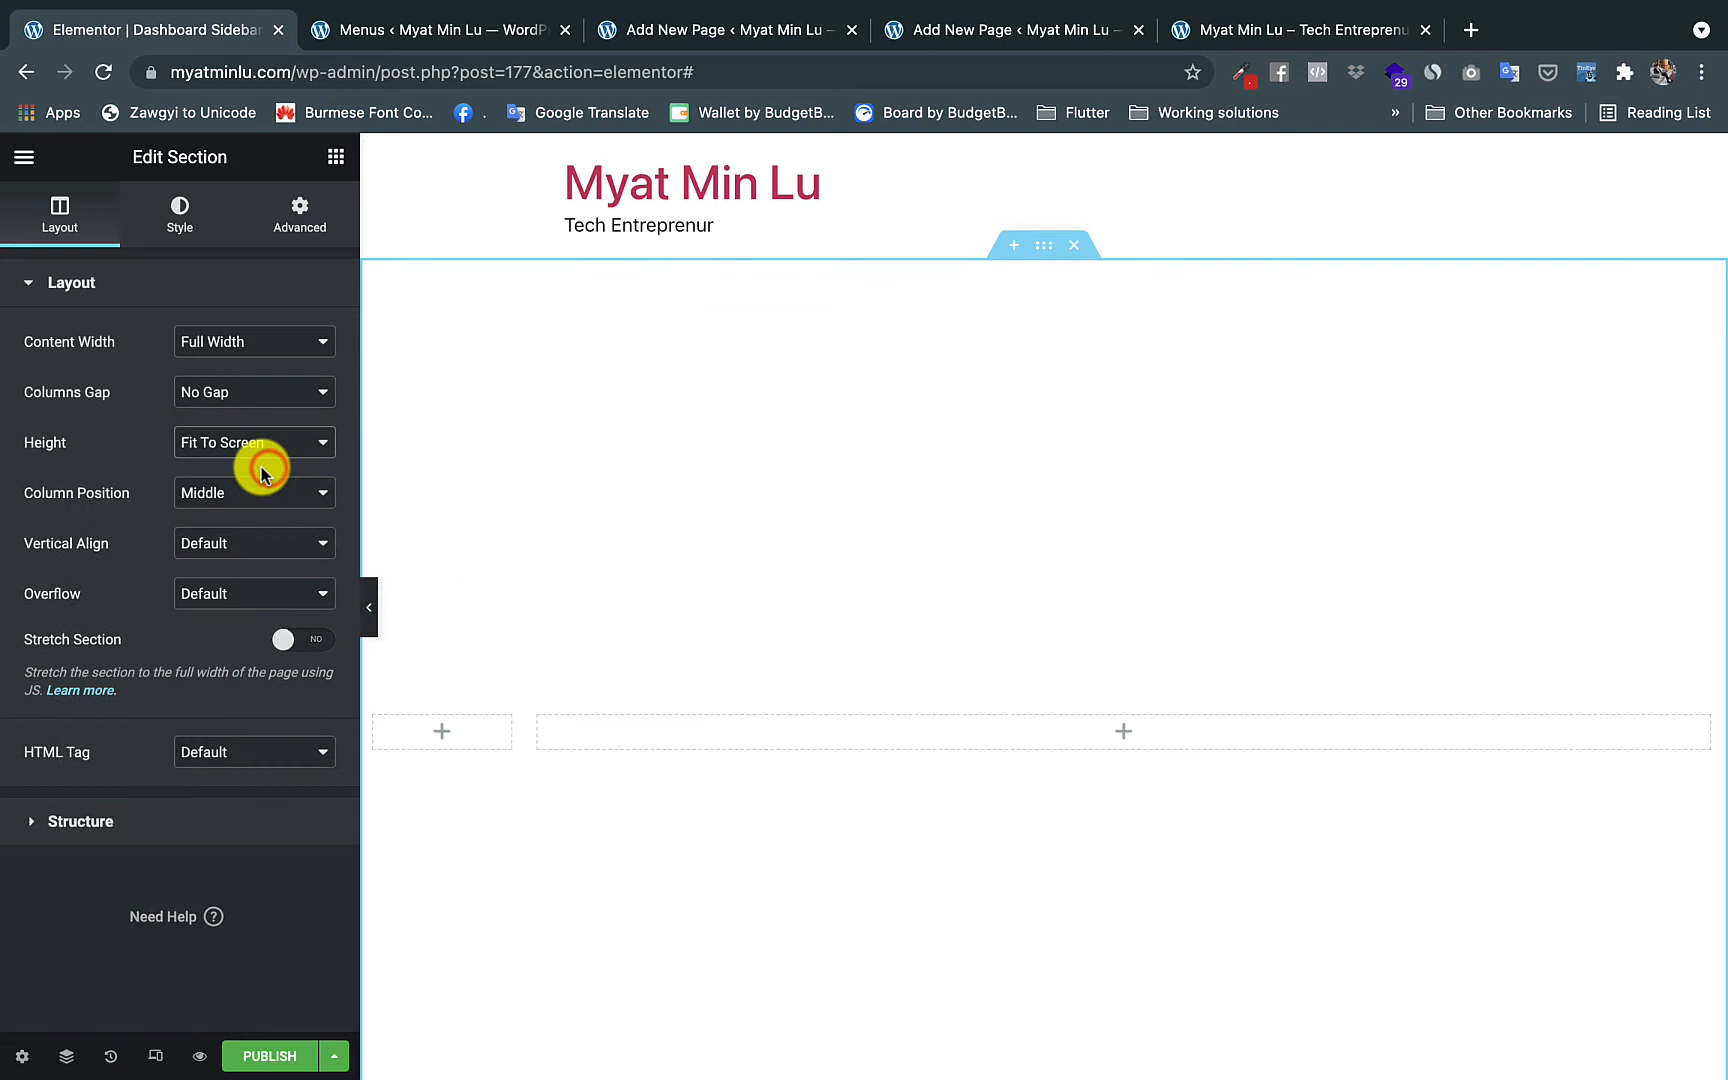 Elementor | Dashboard Sidebar
Menus ‹ Myat Min Lu — WordP
Add New Page ‹ Myat Min Lu –
Add New Page ‹ Myat Min Lu –
Myat Min Lu – Tech Entreprenu
myatminlu.com/wp-admin/post.php?post=177&action=elementor#
29
Apps
Zawgyi to Unicode
Burmese Font Co...
.
Google Translate
Wallet by BudgetB...
Board by BudgetB...
Flutter
Working solutions
»
Other Bookmarks
Reading List
Edit Section
Layout
Style
Advanced
Layout
Content Width
Full Width
Columns Gap
No Gap
Height
Fit To Screen
Column Position
Middle
Vertical Align
Default
Overflow
Default
Stretch Section
NO
Stretch the section to the full width of the page using
JS. Learn more.
HTML Tag
Default
Structure
Need Help ?
PUBLISH
Myat Min Lu
Tech Entreprenur